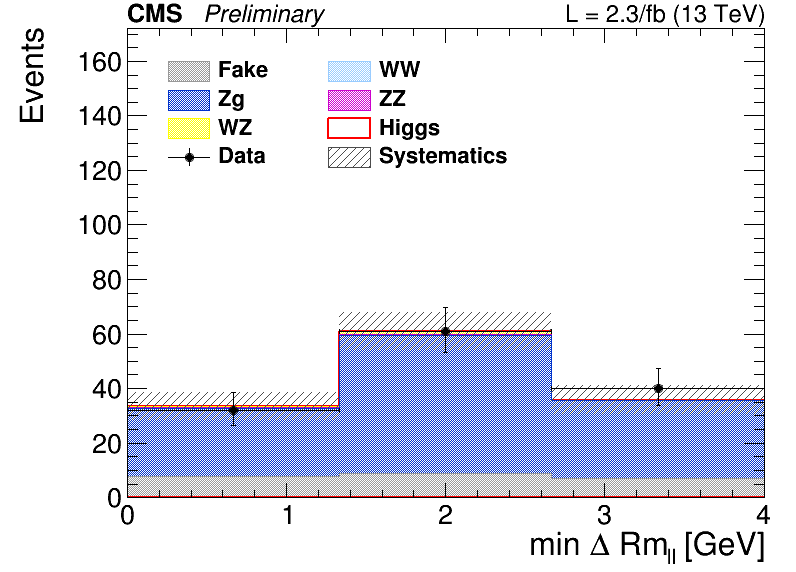 CMS Preliminary L = 2.3/fb (13 TeV)
Events
160
140
120
100
80
60
40
20
0
Fake WW
Zg ZZ
WZ Higgs
Data Systematics
0 1 2 3 4
min Δ Rm_ll [GeV]